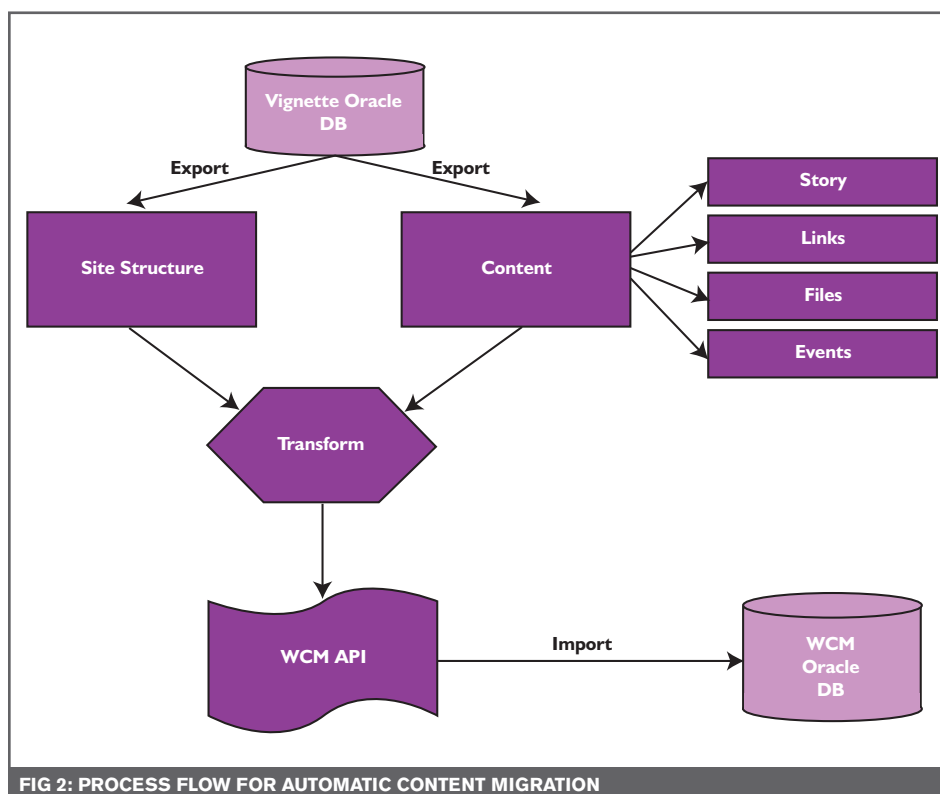 Vignette Oracle
DB
Export
Export
Site Structure
Content
Story
Links
Files
Events
Transform
WCM API
Import
WCM
Oracle
DB
FIG 2: PROCESS FLOW FOR AUTOMATIC CONTENT MIGRATION